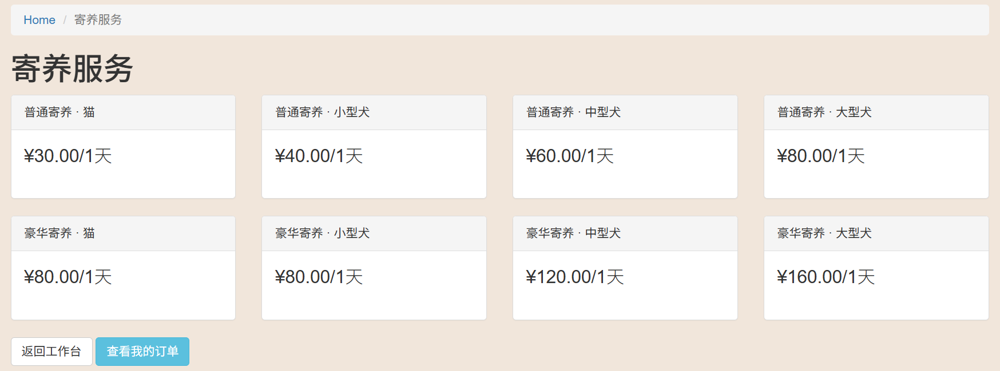 Home / 寄养服务
寄养服务
普通寄养 · 猫
¥30.00/1天
普通寄养 · 小型犬
¥40.00/1天
普通寄养 · 中型犬
¥60.00/1天
普通寄养 · 大型犬
¥80.00/1天
豪华寄养 · 猫
¥80.00/1天
豪华寄养 · 小型犬
¥80.00/1天
豪华寄养 · 中型犬
¥120.00/1天
豪华寄养 · 大型犬
¥160.00/1天
返回工作台 查看我的订单